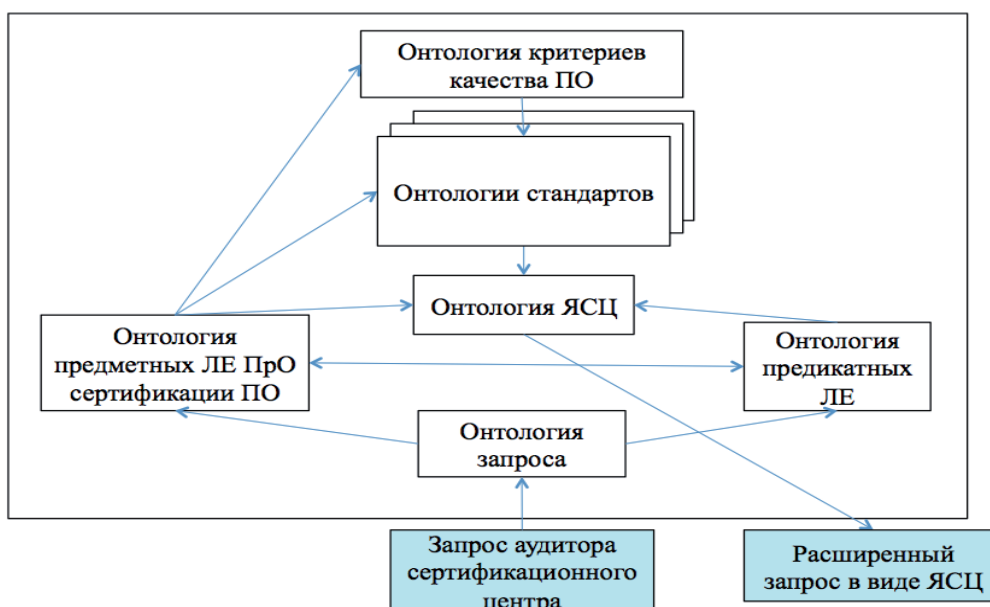 Онтология критериев
качества ПО
Онтологии стандартов
Онтология ЯСЦ
Онтология
предметных ЛЕ ПрО
сертификации ПО
Онтология
предикатных
ЛЕ
Онтология
запроса
Запрос аудитора
сертификационного
центра
Расширенный
запрос в виде ЯСЦ